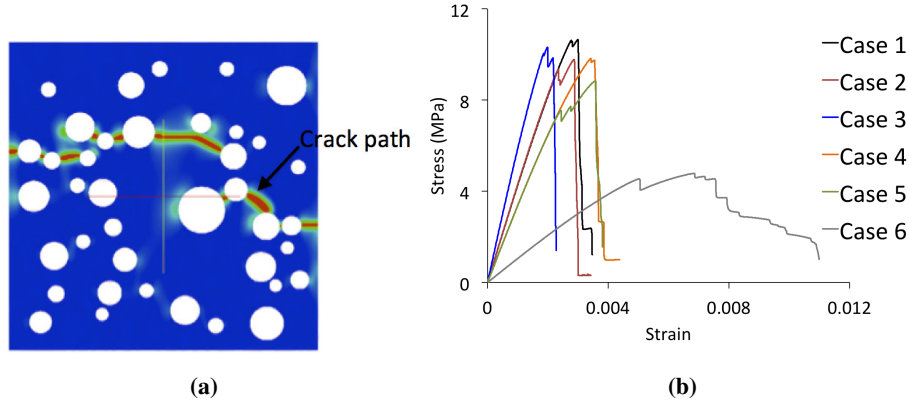 Crack path
(a)
12
8
4
0
Stress (MPa)
0
0.004
0.008
0.012
Strain
Case 1
Case 2
Case 3
Case 4
Case 5
Case 6
(b)